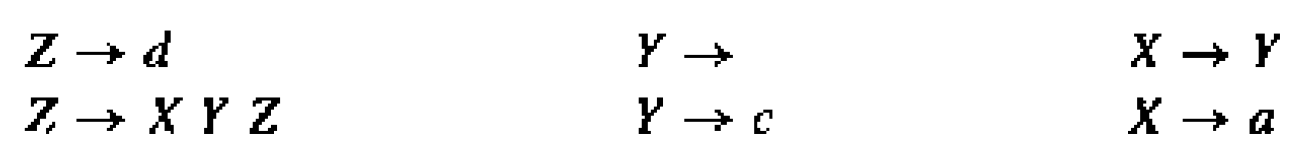 Z → d Y → X → Y
Z → X Y Z Y → c X → a